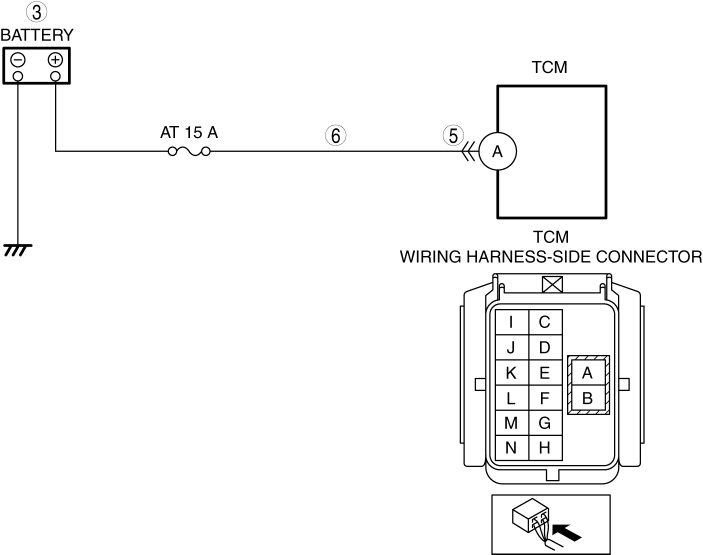 ③
BATTERY
− +
TCM
AT 15 A
⑥
⑤
A
TCM
WIRING HARNESS-SIDE CONNECTOR
I C
J D
K E A
L F B
M G
N H